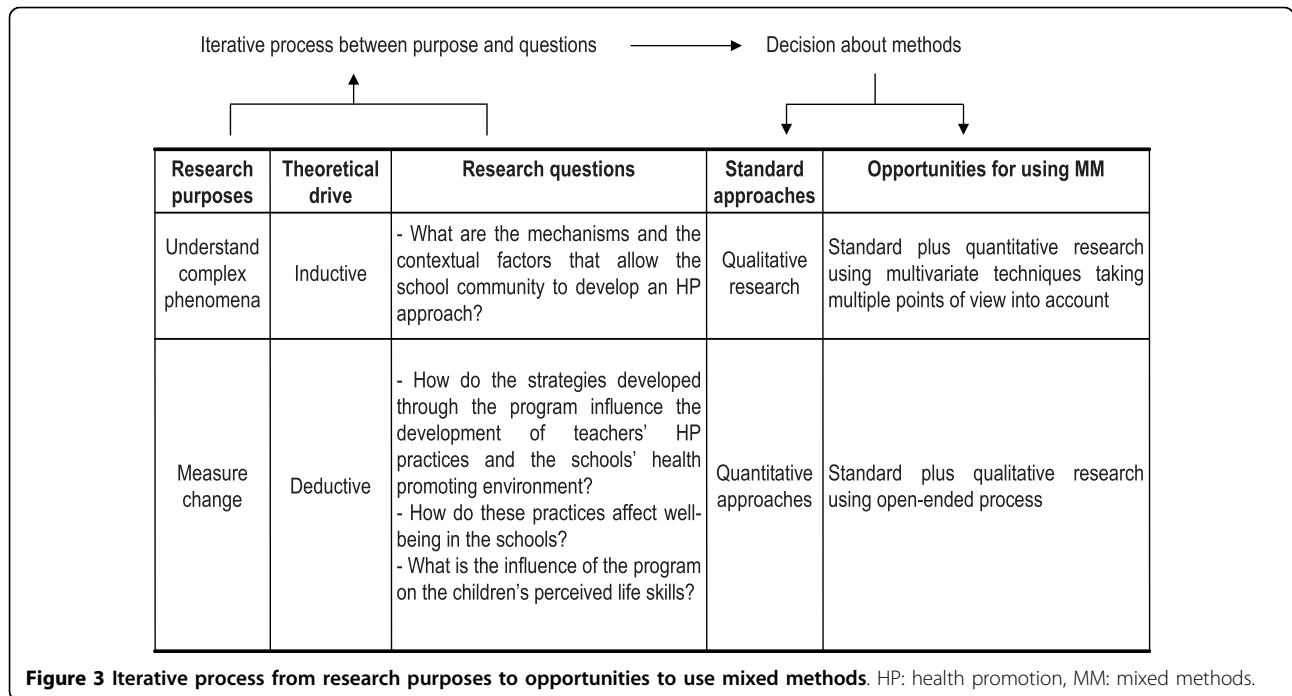 Iterative process between purpose and questions
Decision about methods
Research
purposes
Theoretical
drive
Research questions
Standard
approaches
Opportunities for using MM
Understand
complex
phenomena
Inductive
- What are the mechanisms and the
contextual factors that allow the
school community to develop an HP
approach?
Qualitative
research
Standard plus quantitative research
using multivariate techniques taking
multiple points of view into account
Measure
change
Deductive
- How do the strategies developed
through the program influence the
development of teachers' HP
practices and the schools' health
promoting environment?
- How do these practices affect well-
being in the schools?
- What is the influence of the program
on the children's perceived life skills?
Quantitative
approaches
Standard plus qualitative research
using open-ended process
Figure 3 Iterative process from research purposes to opportunities to use mixed methods. HP: health promotion, MM: mixed methods.